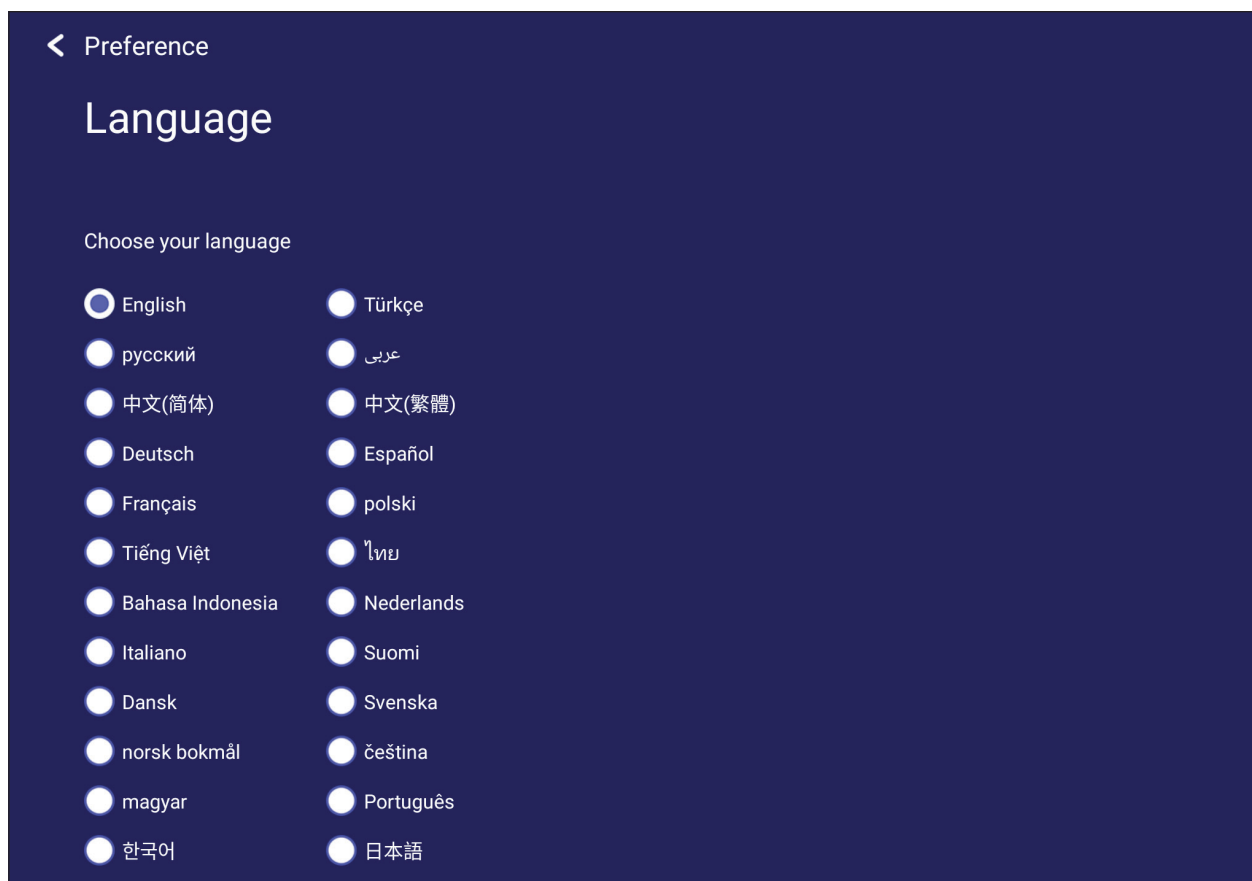 Preference
Language
Choose your language
English Türkçe
русский عربى
中文(简体) 中文(繁體)
Deutsch Español
Français polski
Tiếng Việt ไทย
Bahasa Indonesia Nederlands
Italiano Suomi
Dansk Svenska
norsk bokmål čeština
magyar Português
한국어 日本語